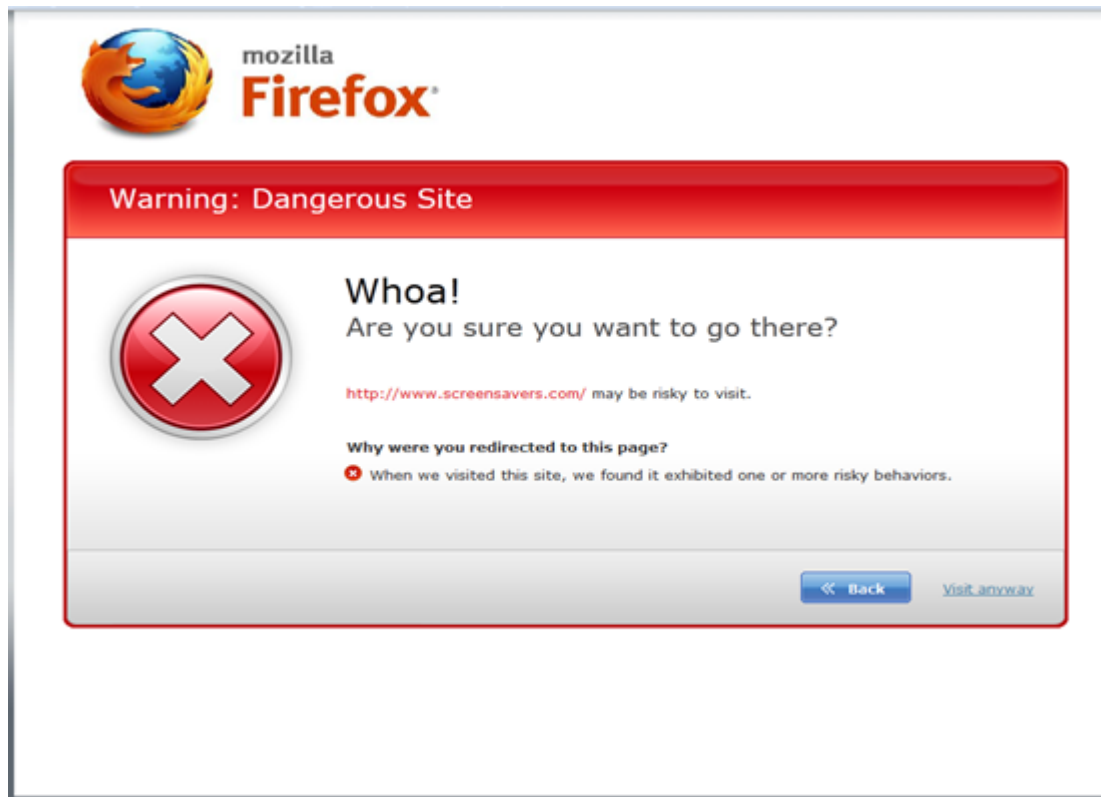 mozilla
Firefox
Warning: Dangerous Site
Whoa!
Are you sure you want to go there?
http://www.screensavers.com/ may be risky to visit.
Why were you redirected to this page?
When we visited this site, we found it exhibited one or more risky behaviors.
« Back
Visit anyway